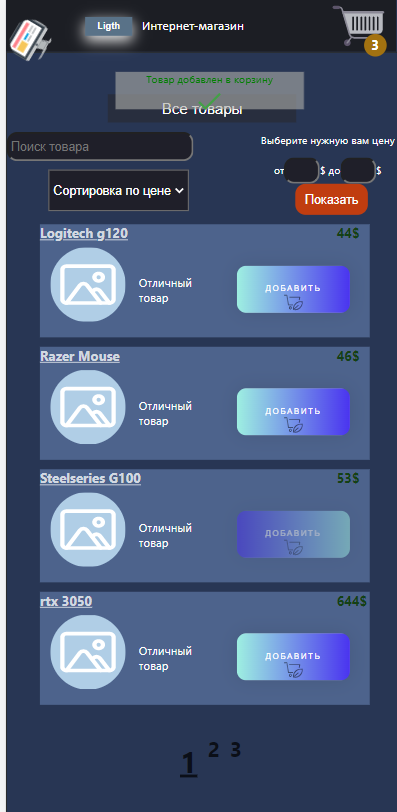 Ligth Интернет-магазин
3
Товар добавлен в корзину
Все товары
Поиск товара
Выберите нужную вам цену
от $ до $
Сортировка по цене
Показать
Logitech g120 44$
Отличный
товар
ДОБАВИТЬ
Razer Mouse 46$
Отличный
товар
ДОБАВИТЬ
Steelseries G100 53$
Отличный
товар
ДОБАВИТЬ
rtx 3050 644$
Отличный
товар
ДОБАВИТЬ
1 2 3